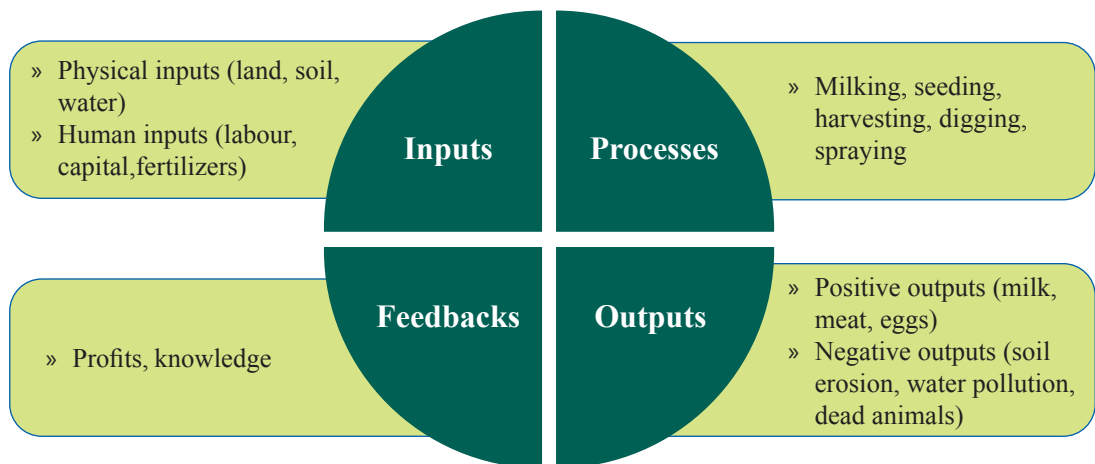 » Physical inputs (land, soil,
water)
» Human inputs (labour,
capital,fertilizers)
Inputs
Processes
» Milking, seeding,
harvesting, digging,
spraying
» Profits, knowledge
Feedbacks
Outputs
» Positive outputs (milk,
meat, eggs)
» Negative outputs (soil
erosion, water pollution,
dead animals)